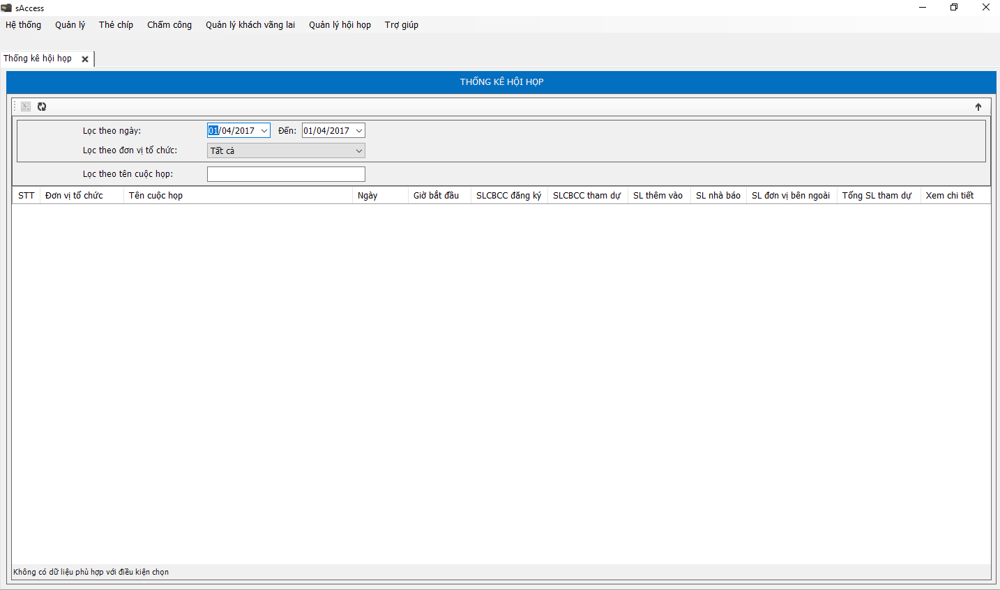 sAccess
Hệ thống Quản lý Thẻ chíp Chấm công Quản lý khách vãng lai Quản lý hội họp Trợ giúp
Thống kê hội họp
THỐNG KÊ HỘI HỌP
Lọc theo ngày: 01/04/2017 Đến: 01/04/2017
Lọc theo đơn vị tổ chức: Tất cả
Lọc theo tên cuộc họp:
STT Đơn vị tổ chức Tên cuộc họp Ngày Giờ bắt đầu SLCBCC đăng ký SLCBCC tham dự SL thêm vào SL nhà báo SL đơn vị bên ngoài Tổng SL tham dự Xem chi tiết
Không có dữ liệu phù hợp với điều kiện chọn